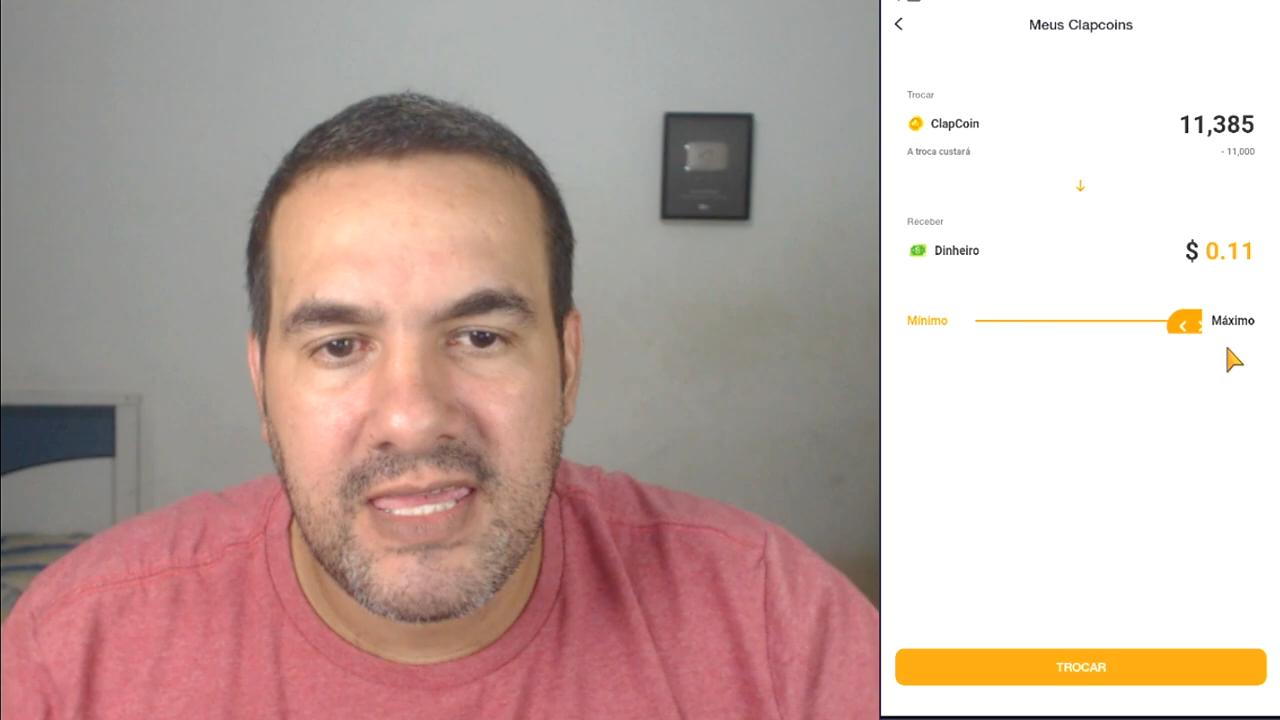 Meus Clapcoins
Trocar
ClapCoin
11,385
A troca custará
- 11,000
Receber
Dinheiro
$ 0.11
Mínimo
Máximo
TROCAR